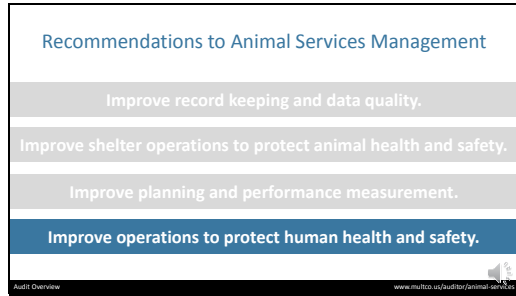 Recommendations to Animal Services Management
Improve record keeping and data quality.
Improve shelter operations to protect animal health and safety.
Improve planning and performance measurement.
Improve operations to protect human health and safety.
Audit Overview
www.multco.us/auditor/animal-services